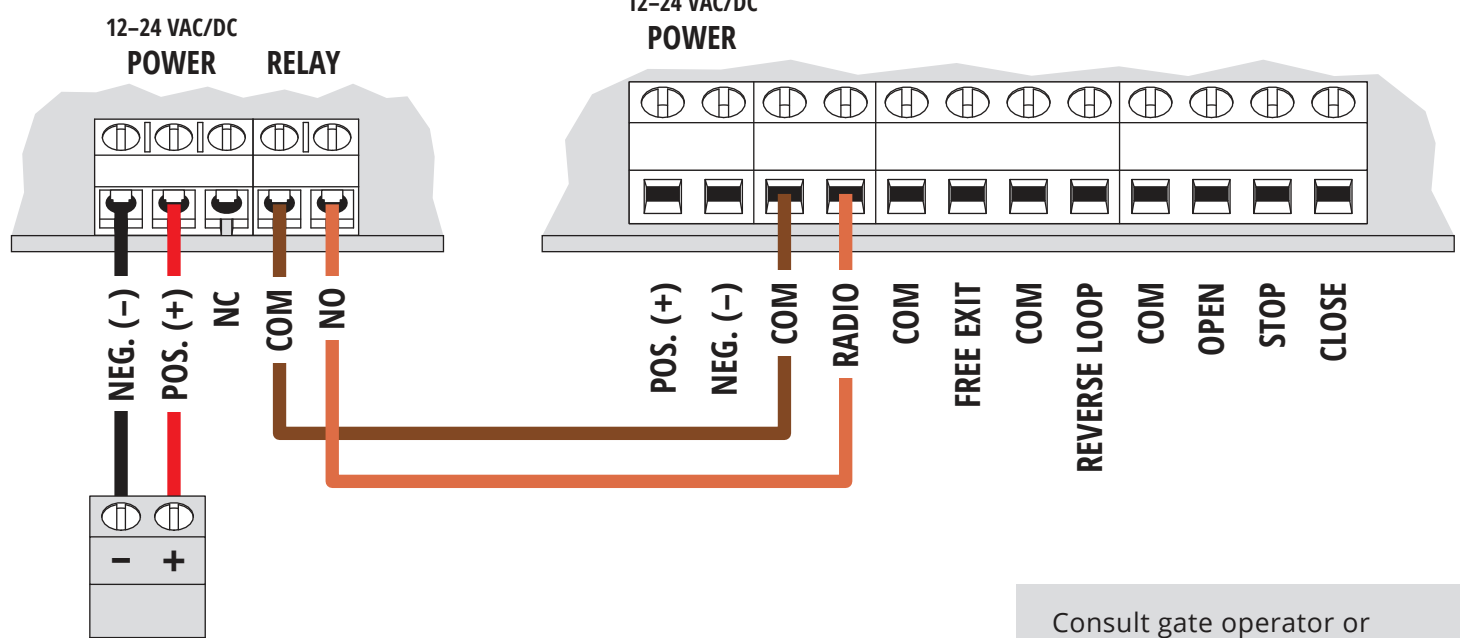 12–24 VAC/DC
POWER
RELAY
NEG. (–)
POS. (+)
NC
COM
NO
– +
12–24 VAC/DC
POWER
POS. (+)
NEG. (–)
COM
RADIO
COM
FREE EXIT
COM
REVERSE LOOP
COM
OPEN
STOP
CLOSE
Consult gate operator or